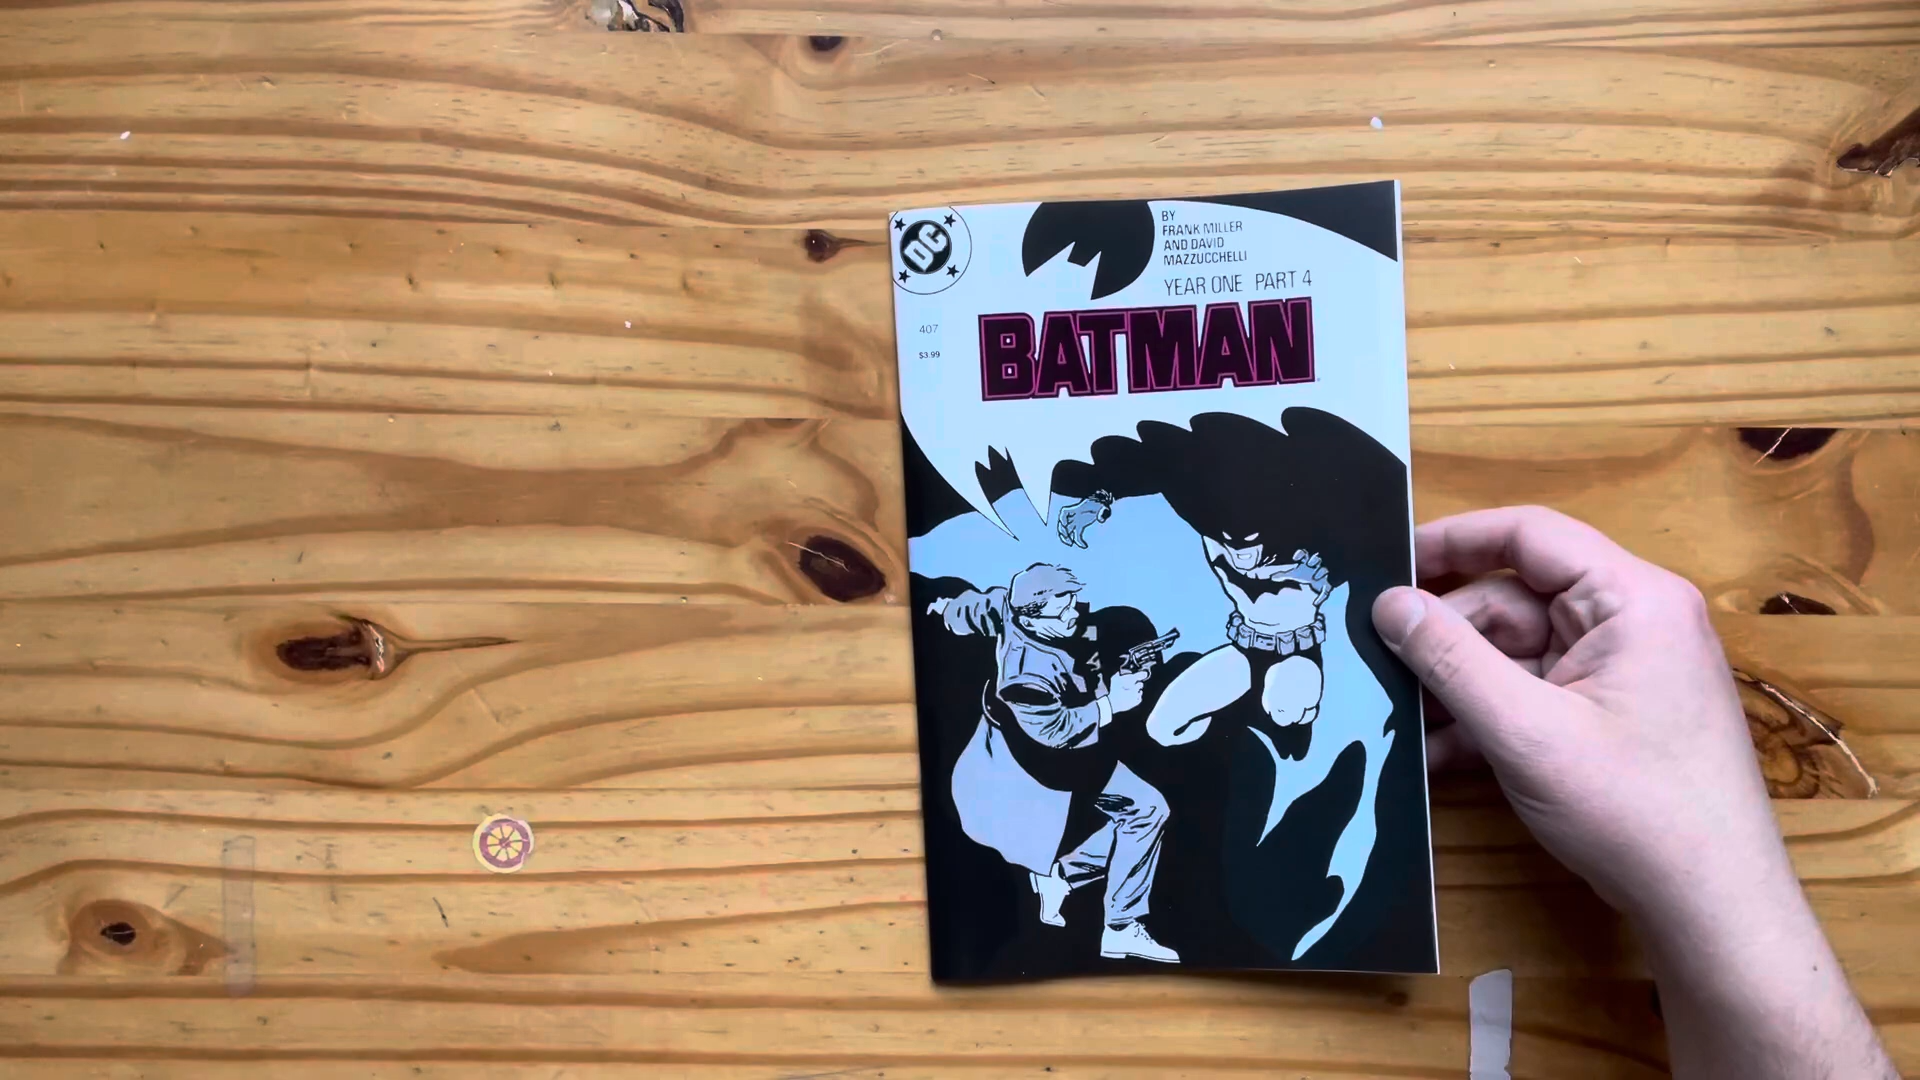 DC
BY
FRANK MILLER
AND DAVID
MAZZUCCHELLI
YEAR ONE PART 4
407
$3.99
BATMAN